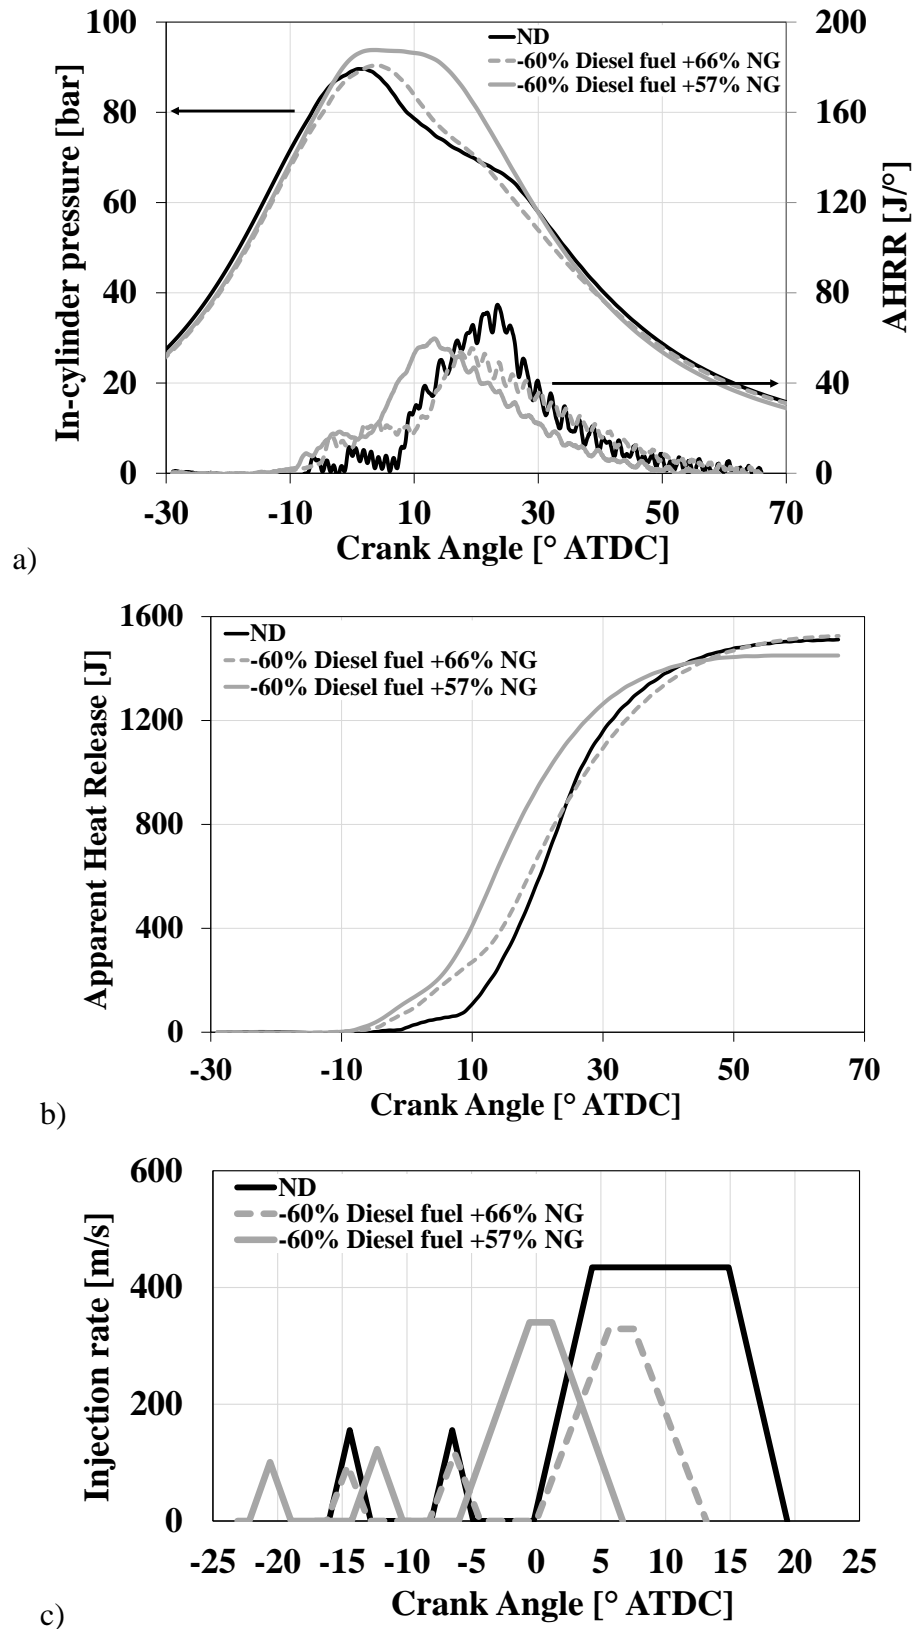 100
80
60
40
20
0
In-cylinder pressure [bar]
ND
-60% Diesel fuel +66% NG
-60% Diesel fuel +57% NG
200
160
120
80
40
0
AHRR [J/°]
-30 -10 10 30 50 70
Crank Angle [° ATDC]
a)
1600
1200
800
400
0
Apparent Heat Release [J]
ND
-60% Diesel fuel +66% NG
-60% Diesel fuel +57% NG
-30 -10 10 30 50 70
Crank Angle [° ATDC]
b)
600
400
200
0
Injection rate [m/s]
ND
-60% Diesel fuel +66% NG
-60% Diesel fuel +57% NG
-25 -20 -15 -10 -5 0 5 10 15 20 25
Crank Angle [° ATDC]
c)